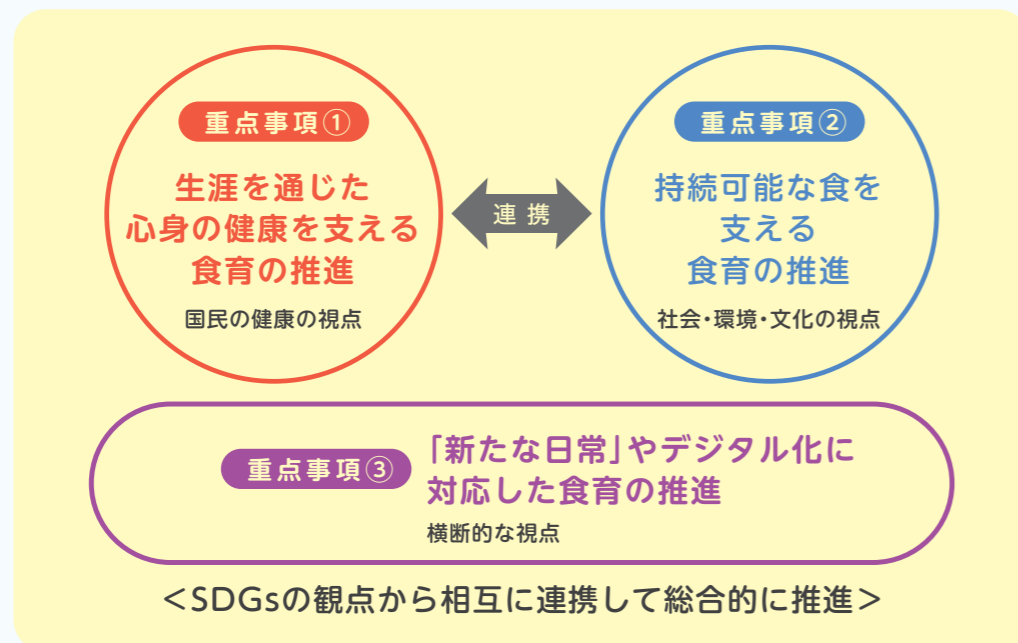 重点事項①
生涯を通じた
心身の健康を支える
食育の推進
国民の健康の視点
連携
重点事項②
持続可能な食を
支える
食育の推進
社会・環境・文化の視点
重点事項③
「新たな日常」やデジタル化に
対応した食育の推進
横断的な視点
＜SDGsの観点から相互に連携して総合的に推進＞